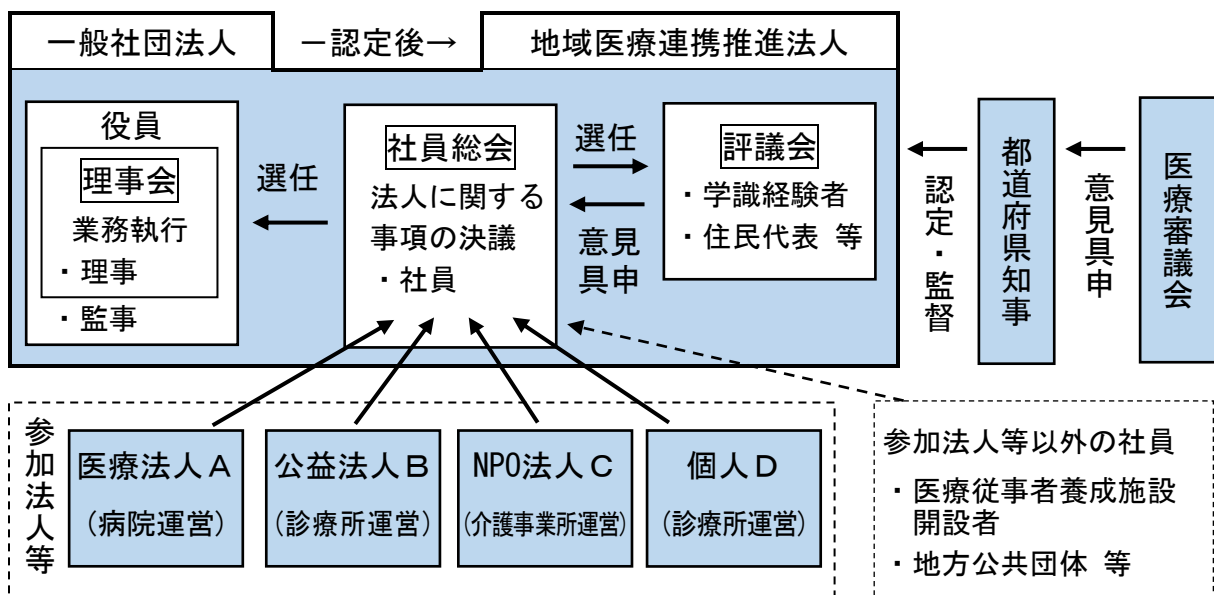 一般社団法人
－認定後→
地域医療連携推進法人
役員
理事会
業務執行
・理事
・監事
選任
社員総会
法人に関する
事項の決議
・社員
選任
意見
具申
評議会
・学識経験者
・住民代表 等
認定・監督
都道府県知事
意見具申
医療審議会
参加法人等
医療法人Ａ
（病院運営）
公益法人Ｂ
（診療所運営）
NPO法人Ｃ
（介護事業所運営）
個人Ｄ
（診療所運営）
参加法人等以外の社員
・医療従事者養成施設
開設者
・地方公共団体 等